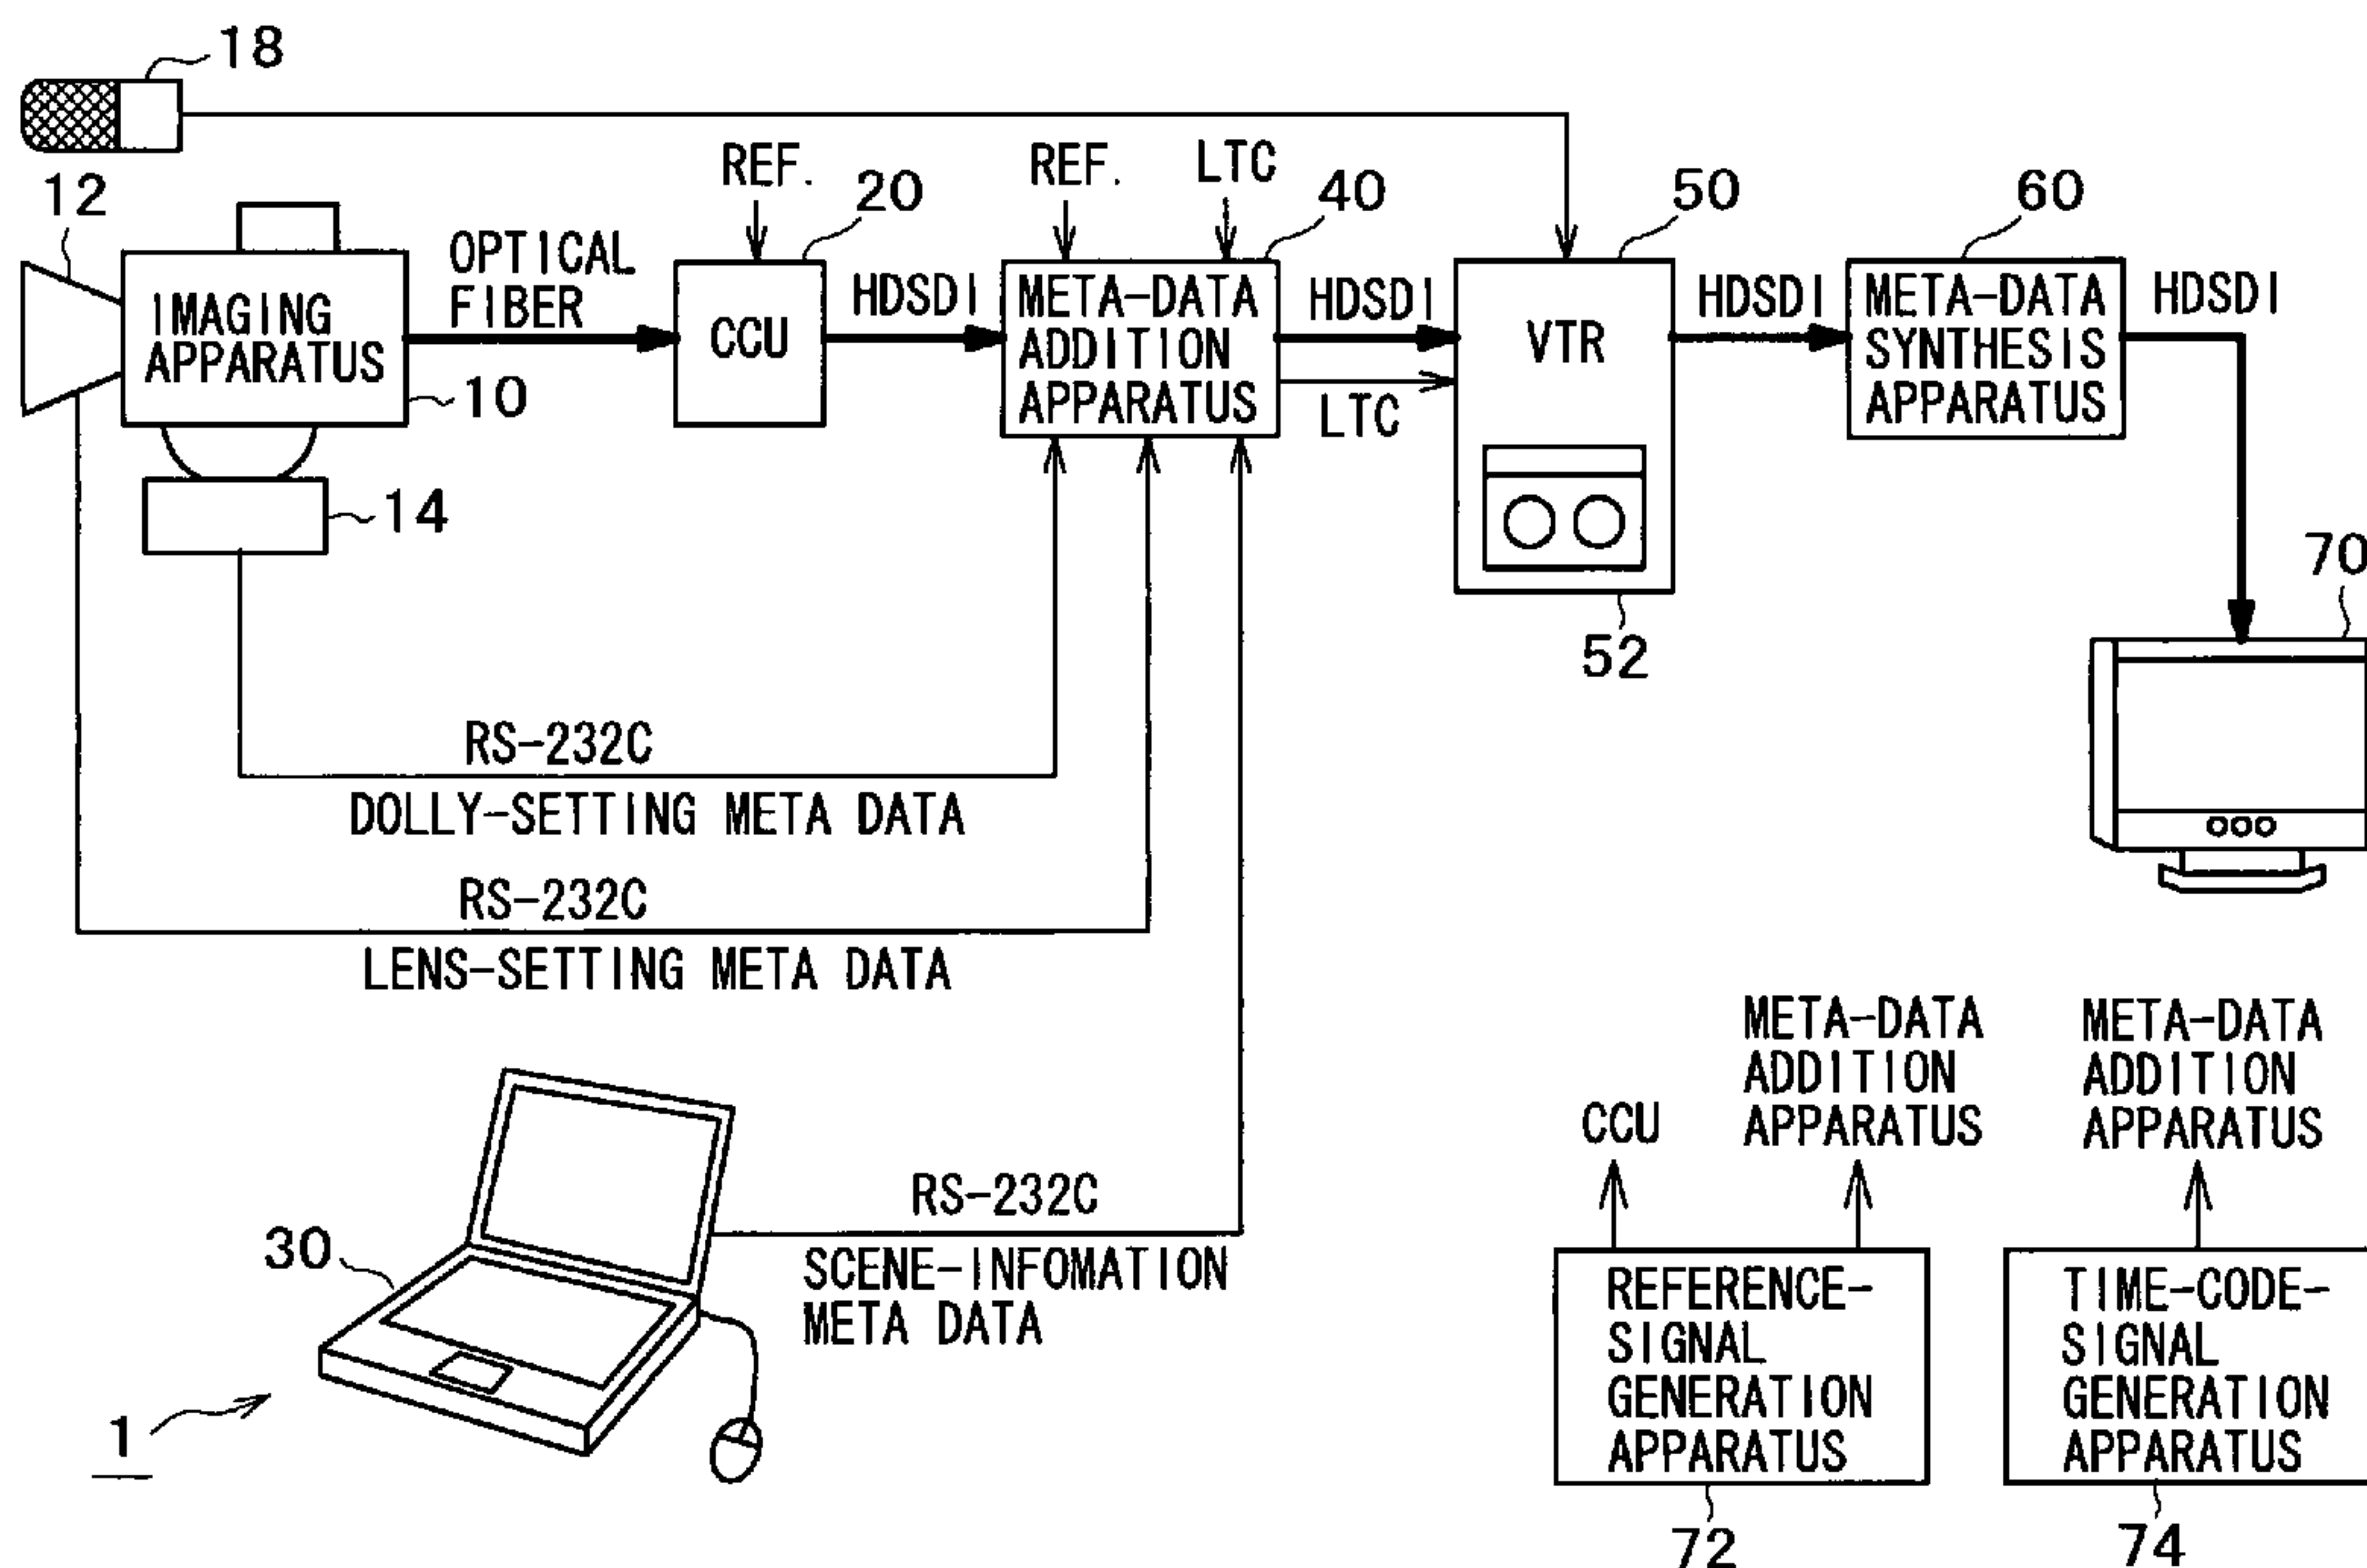 18
12
REF.
20
REF.
LTC
40
50
60
OPTICAL
FIBER
HDSDI
HDSDI
HDSDI
HDSDI
IMAGING
APPARATUS
CCU
META-DATA
ADDITION
APPARATUS
VTR
META-DATA
SYNTHESIS
APPARATUS
10
LTC
14
52
70
RS-232C
DOLLY-SETTING META DATA
RS-232C
LENS-SETTING META DATA
RS-232C
SCENE-INFOMATION
META DATA
30
1
CCU
META-DATA
ADDITION
APPARATUS
META-DATA
ADDITION
APPARATUS
REFERENCE-
SIGNAL
GENERATION
APPARATUS
TIME-CODE-
SIGNAL
GENERATION
APPARATUS
72
74